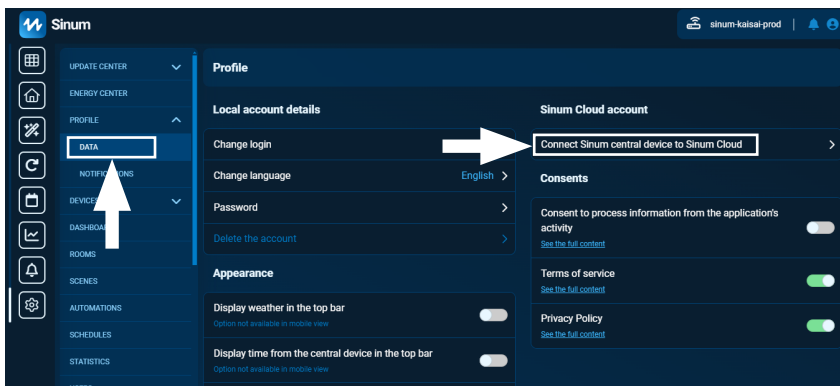 Sinum
sinum-kaisai-prod
UPDATE CENTER
ENERGY CENTER
PROFILE
DATA
NOTIFICATIONS
DEVICES
DASHBOA
ROOMS
SCENES
AUTOMATIONS
SCHEDULES
STATISTICS
Profile
Local account details
Change login
Change language English
Password
Delete the account
Appearance
Display weather in the top bar
Option not available in mobile view
Display time from the central device in the top bar
Option not available in mobile view
Sinum Cloud account
Connect Sinum central device to Sinum Cloud
Consents
Consent to process information from the application's
activity
See the full content
Terms of service
See the full content
Privacy Policy
See the full content